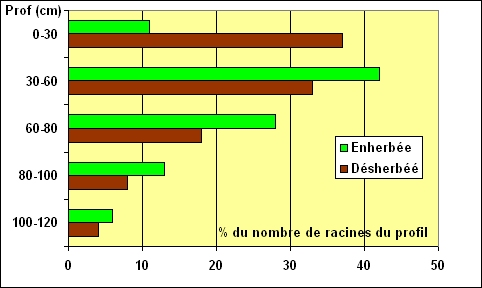 Prof (cm)
0-30
30-60
60-80
80-100
100-120
Enherbée
Désherbéé
% du nombre de racines du profil
0 10 20 30 40 50